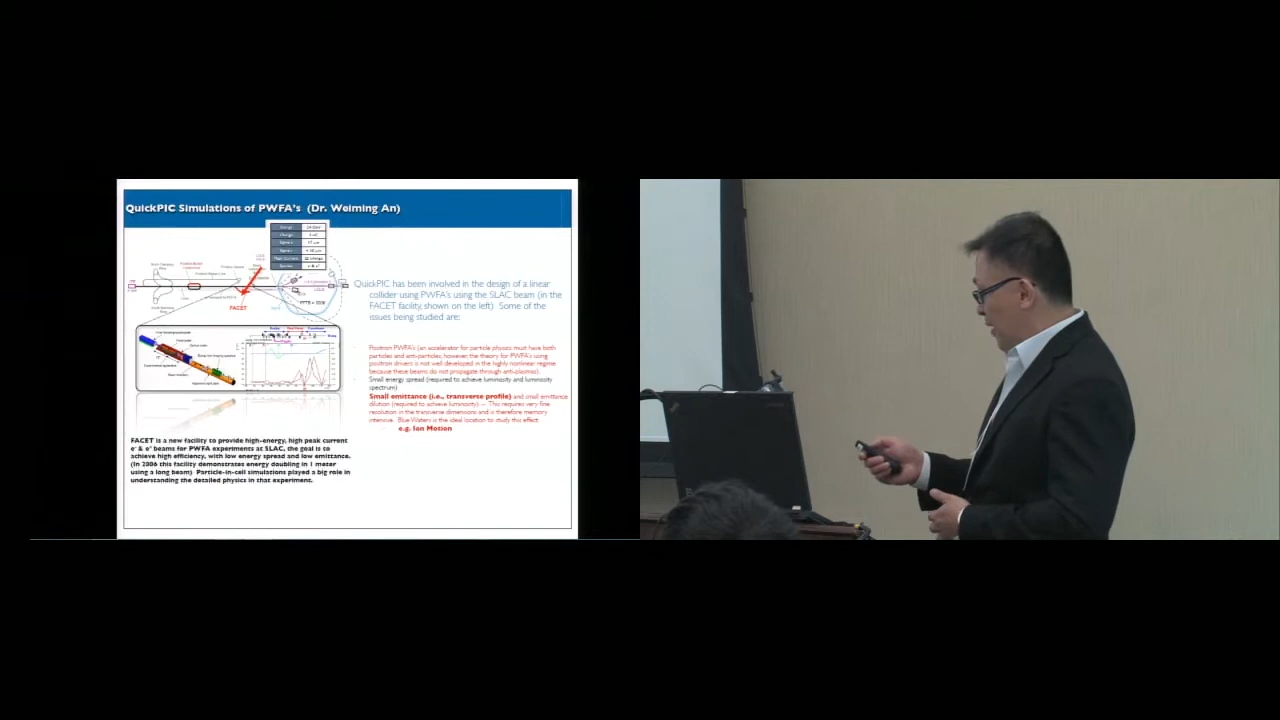 QuickPIC Simulations of PWFA's (Dr. Weiming An)
FACET
QuickPIC has been involved in the design of a linear
collider using PWFA's using the SLAC beam (in the
FACET facility, shown on the left). Some of the
issues being studied are:
Positron PWFA's (an accelerator for particle physics must have both
particles and anti-particles, however, the theory for PWFA's using
positron drivers is not well developed in the highly nonlinear regime
because these beams do not propagate through anti-plasmas).
Small energy spread (required to achieve luminosity and luminosity
spectrum)
Small emittance (i.e., transverse profile) and small emittance
dilution (required to achieve luminosity). - This requires very fine
resolution in the transverse dimensions and is therefore memory
intensive. Blue Waters is the ideal location to study this effect
e.g. Ion Motion
FACET is a new facility to provide high-energy, high peak current
e- & e+ beams for PWFA experiments at SLAC, the goal is to
achieve high efficiency, with low energy spread and low emittance.
(In 2006 this facility demonstrates energy doubling in 1 meter
using a long beam) Particle-in-cell simulations played a big role in
understanding the detailed physics in that experiment.